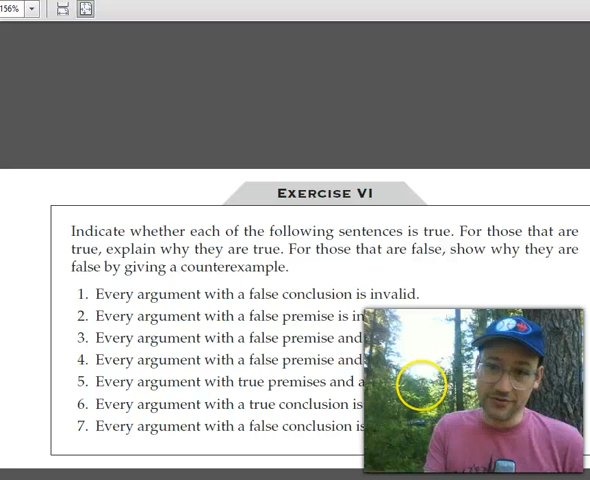 156%
EXERCISE VI
Indicate whether each of the following sentences is true. For those that are
true, explain why they are true. For those that are false, show why they are
false by giving a counterexample.
1. Every argument with a false conclusion is invalid.
2. Every argument with a false premise is in
3. Every argument with a false premise and
4. Every argument with a false premise and
5. Every argument with true premises and a
6. Every argument with a true conclusion is
7. Every argument with a false conclusion is